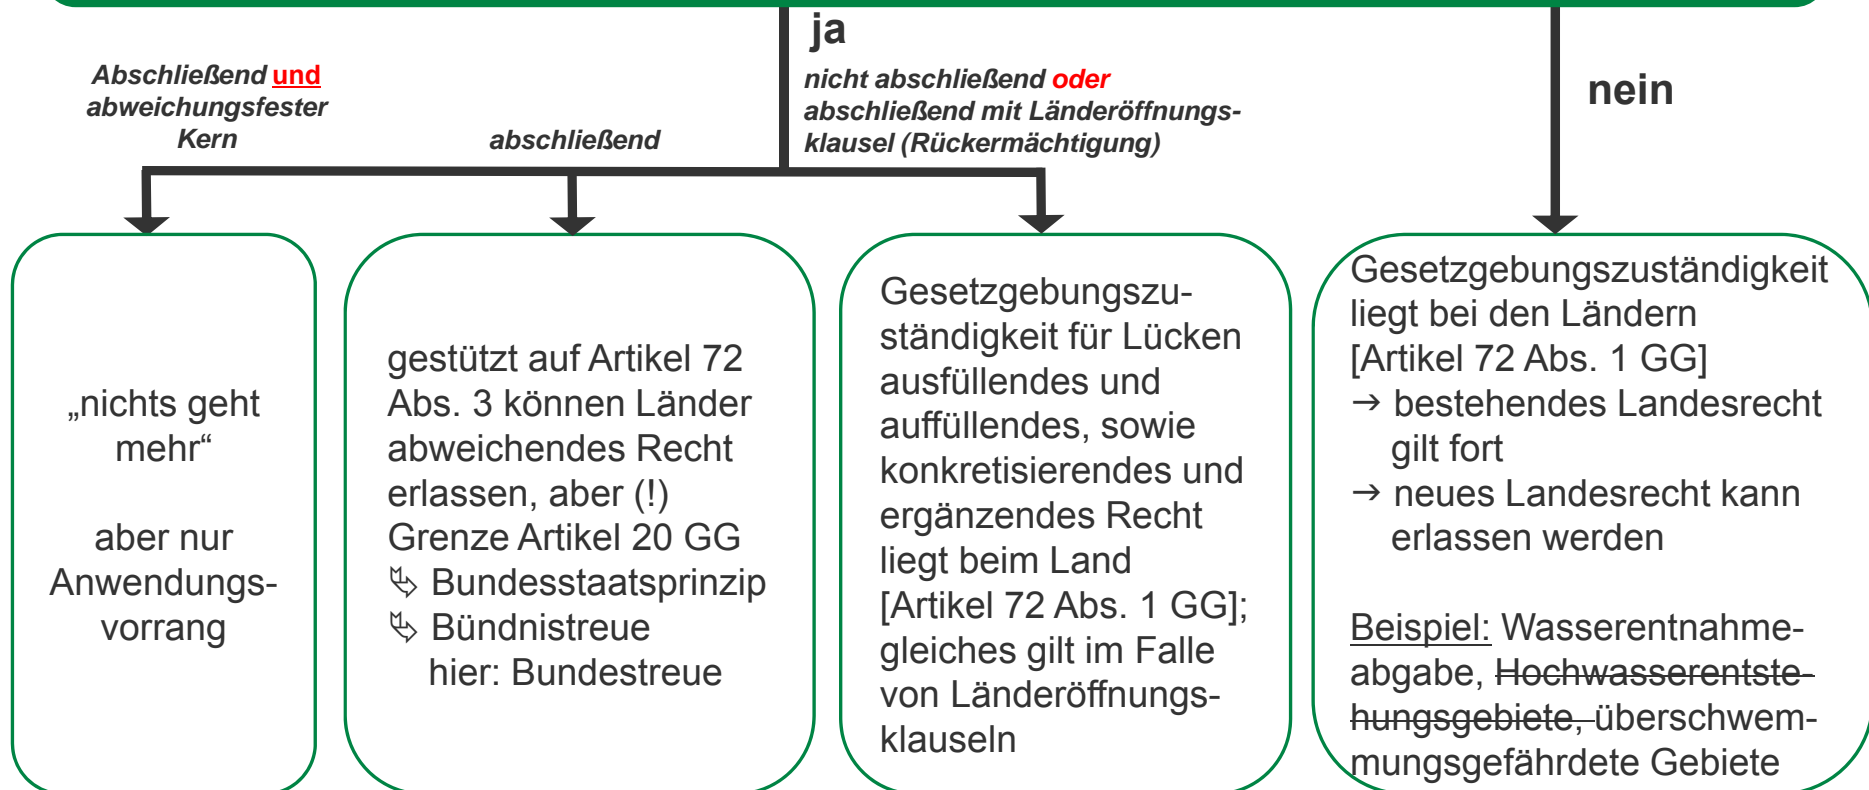 ja
Abschließend und
abweichungsfester
Kern
abschließend
nicht abschließend oder
abschließend mit Länderöffnungs-
klausel (Rückermächtigung)
nein
„nichts geht
mehr“
aber nur
Anwendungs-
vorrang
gestützt auf Artikel 72
Abs. 3 können Länder
abweichendes Recht
erlassen, aber (!)
Grenze Artikel 20 GG
⮱ Bundesstaatsprinzip
⮱ Bündnistreue
hier: Bundestreue
Gesetzgebungszu-
ständigkeit für Lücken
ausfüllendes und
auffüllendes, sowie
konkretisierendes und
ergänzendes Recht
liegt beim Land
[Artikel 72 Abs. 1 GG];
gleiches gilt im Falle
von Länderöffnungs-
klauseln
Gesetzgebungszuständigkeit
liegt bei den Ländern
[Artikel 72 Abs. 1 GG]
→ bestehendes Landesrecht
gilt fort
→ neues Landesrecht kann
erlassen werden
Beispiel: Wasserentnahme-
abgabe, Hochwasserentste-
hungsgebiete, überschwem-
mungsgefährdete Gebiete